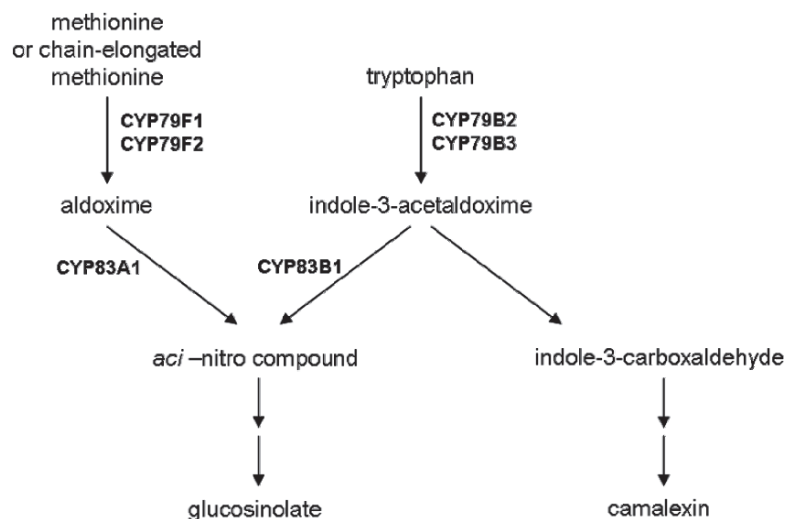 methionine
or chain-elongated
methionine
tryptophan
CYP79F1
CYP79F2
CYP79B2
CYP79B3
aldoxime
indole-3-acetaldoxime
CYP83A1
CYP83B1
aci –nitro compound
indole-3-carboxaldehyde
glucosinolate
camalexin